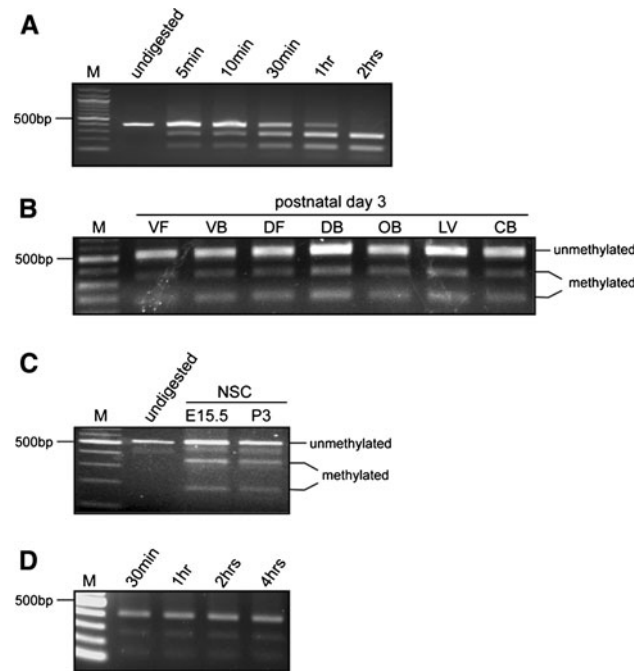 A
M undigested 5min 10min 30min 1hr 2hrs
500bp
postnatal day 3
B
M VF VB DF DB OB LV CB
unmethylated
500bp
methylated
C
undigested
NSC
M E15.5 P3
500bp
unmethylated
methylated
D
M 30min 1hr 2hrs 4hrs
500bp